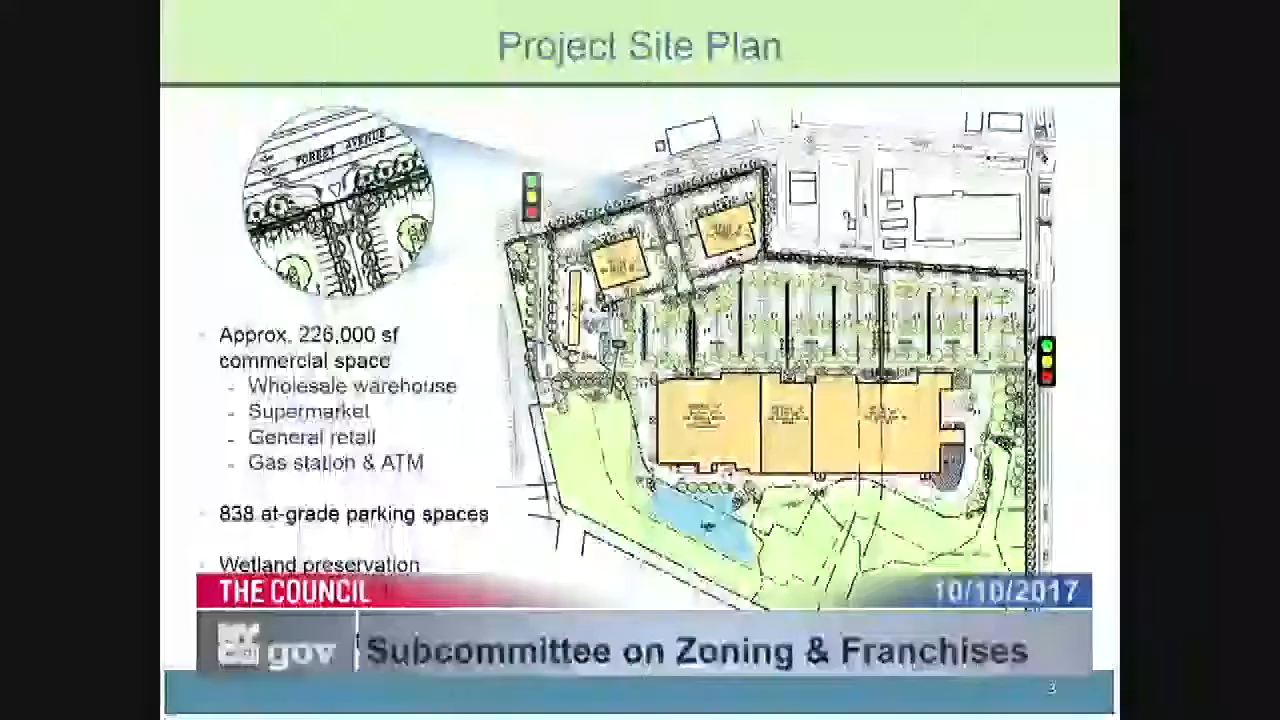 Project Site Plan
FOREST AVENUE
Approx. 226,000 sf
commercial space
- Wholesale warehouse
- Supermarket
- General retail
- Gas station & ATM
838 at-grade parking spaces
Wetland preservation
THE COUNCIL
10/10/2017
NYC gov
Subcommittee on Zoning & Franchises
3